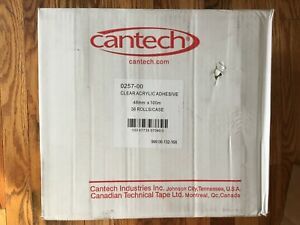 cantech
cantech.com
0257-00
CLEAR ACRYLIC ADHESIVE
48mm x 100m
36 ROLLS/CASE
Cantech Industries Inc. Johnson City, Tennessee, U.S.A.
Canadian Technical Tape Ltd. Montreal, Qc, Canada